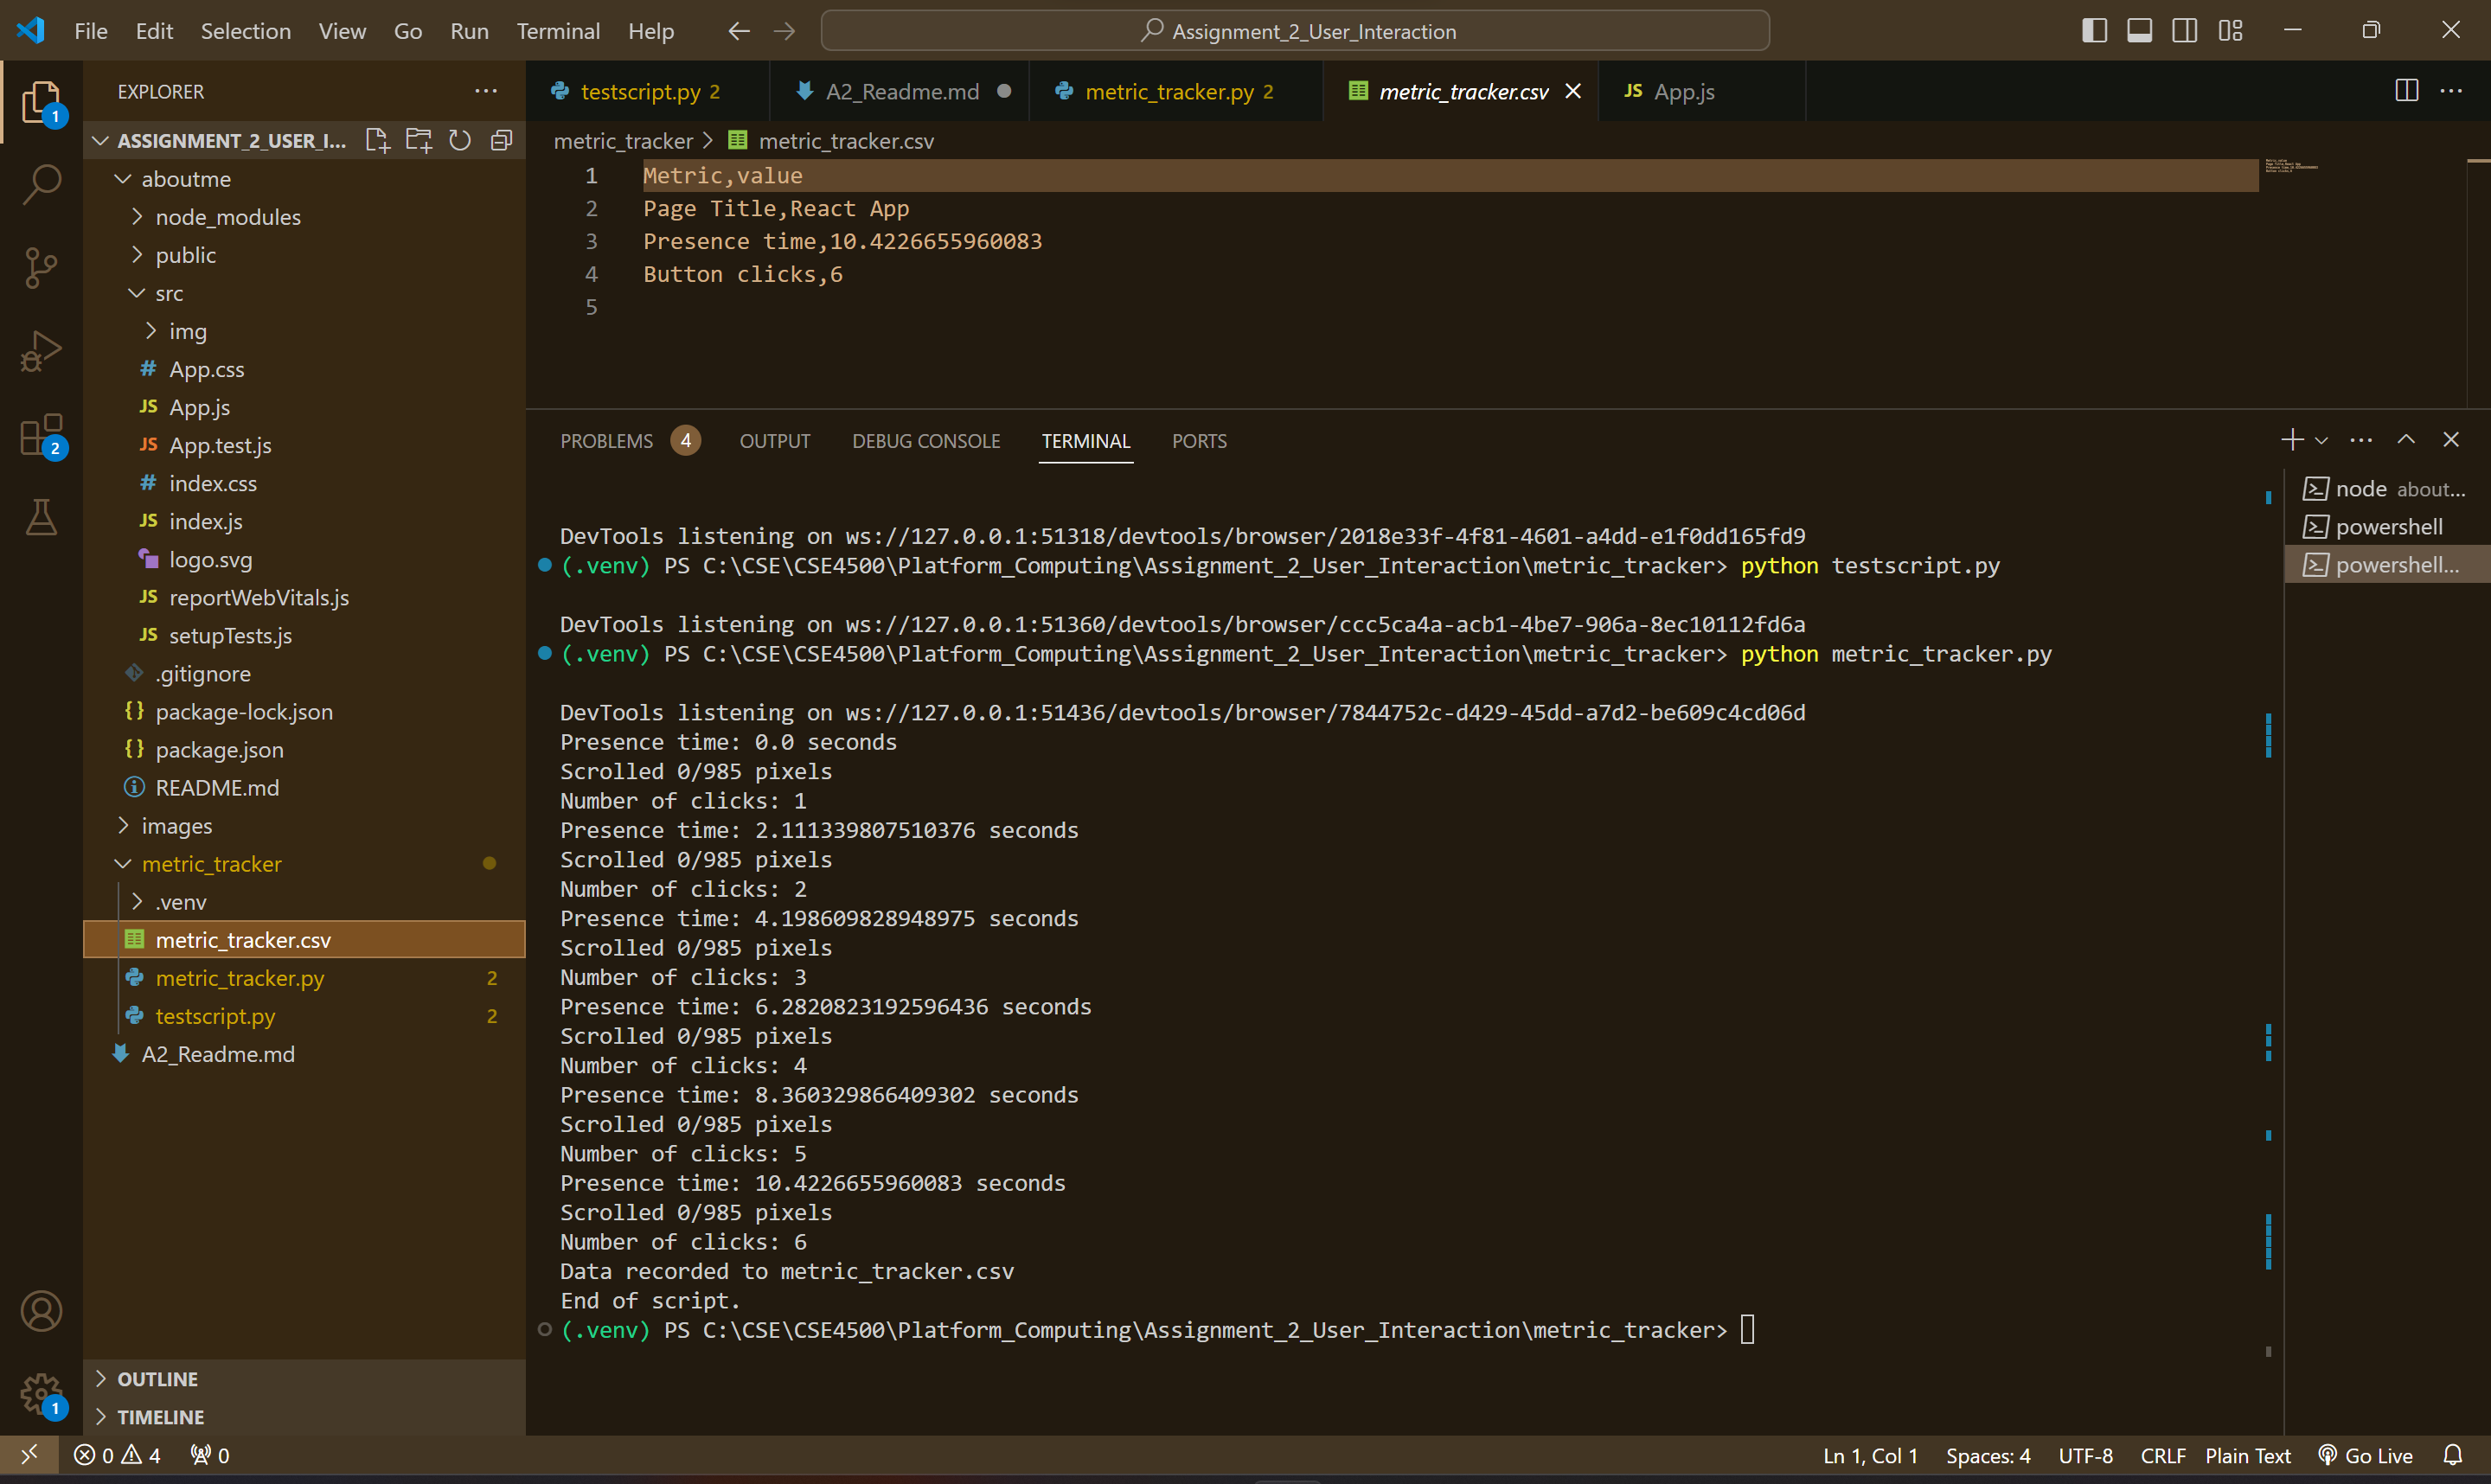 File Edit Selection View Go Run Terminal Help
Assignment_2_User_Interaction
EXPLORER
ASSIGNMENT_2_USER_I...
aboutme
node_modules
public
src
img
App.css
App.js
App.test.js
index.css
index.js
logo.svg
reportWebVitals.js
setupTests.js
.gitignore
package-lock.json
package.json
README.md
images
metric_tracker
.venv
metric_tracker.csv
metric_tracker.py 2
testscript.py 2
A2_Readme.md
OUTLINE
TIMELINE
1
2
1
testscript.py 2
A2_Readme.md
metric_tracker.py 2
metric_tracker.csv
JS App.js
metric_tracker > metric_tracker.csv
1 Metric,value
2 Page Title,React App
3 Presence time,10.4226655960083
4 Button clicks,6
5
PROBLEMS 4 OUTPUT DEBUG CONSOLE TERMINAL PORTS
node about...
powershell
powershell...
DevTools listening on ws://127.0.0.1:51318/devtools/browser/2018e33f-4f81-4601-a4dd-e1f0dd165fd9
(.venv) PS C:\CSE\CSE4500\Platform_Computing\Assignment_2_User_Interaction\metric_tracker> python testscript.py
DevTools listening on ws://127.0.0.1:51360/devtools/browser/ccc5ca4a-acb1-4be7-906a-8ec10112fd6a
(.venv) PS C:\CSE\CSE4500\Platform_Computing\Assignment_2_User_Interaction\metric_tracker> python metric_tracker.py
DevTools listening on ws://127.0.0.1:51436/devtools/browser/7844752c-d429-45dd-a7d2-be609c4cd06d
Presence time: 0.0 seconds
Scrolled 0/985 pixels
Number of clicks: 1
Presence time: 2.111339807510376 seconds
Scrolled 0/985 pixels
Number of clicks: 2
Presence time: 4.198609828948975 seconds
Scrolled 0/985 pixels
Number of clicks: 3
Presence time: 6.2820823192596436 seconds
Scrolled 0/985 pixels
Number of clicks: 4
Presence time: 8.360329866409302 seconds
Scrolled 0/985 pixels
Number of clicks: 5
Presence time: 10.4226655960083 seconds
Scrolled 0/985 pixels
Number of clicks: 6
Data recorded to metric_tracker.csv
End of script.
(.venv) PS C:\CSE\CSE4500\Platform_Computing\Assignment_2_User_Interaction\metric_tracker>
0 4 0 Ln 1, Col 1 Spaces: 4 UTF-8 CRLF Plain Text Go Live